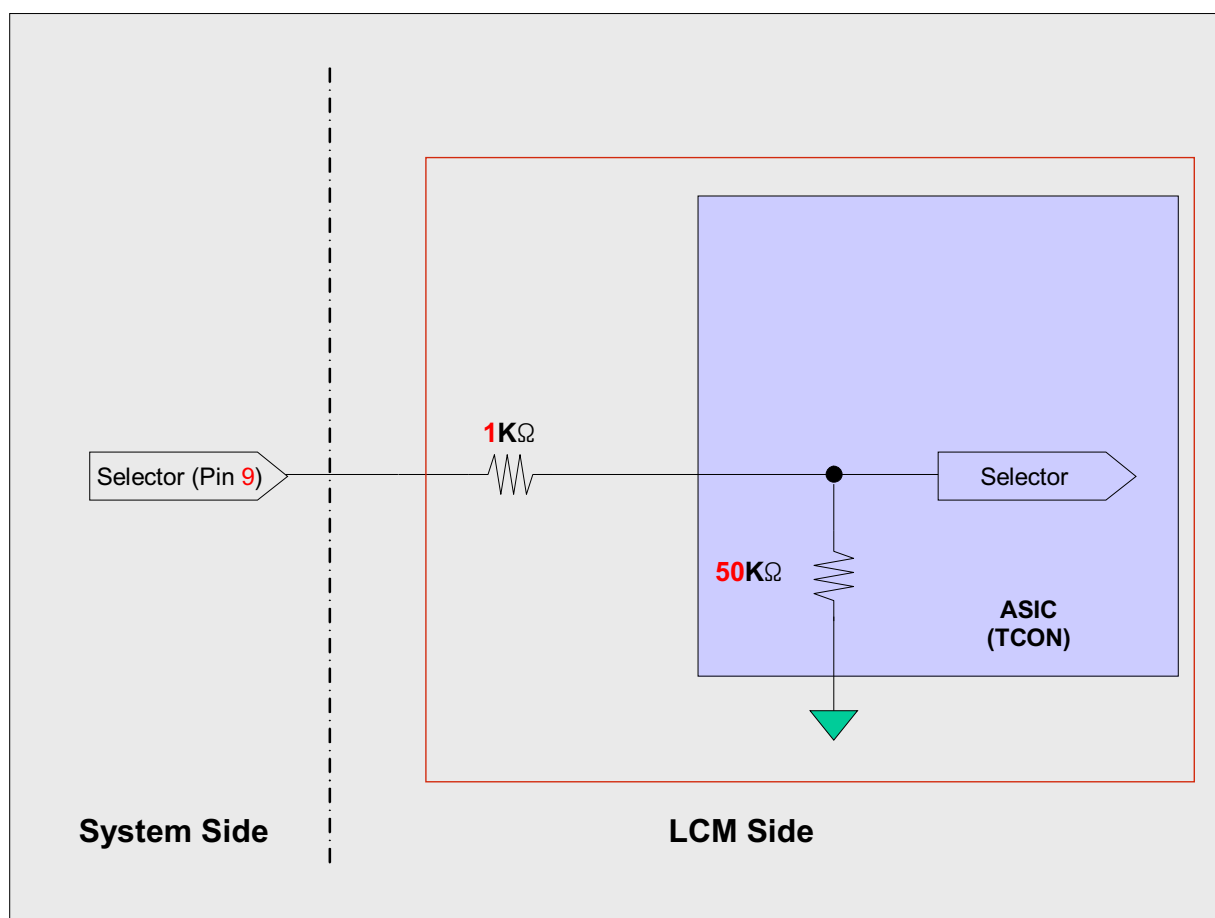 1KΩ
Selector (Pin 9)
Selector
50KΩ
ASIC
(TCON)
System Side
LCM Side